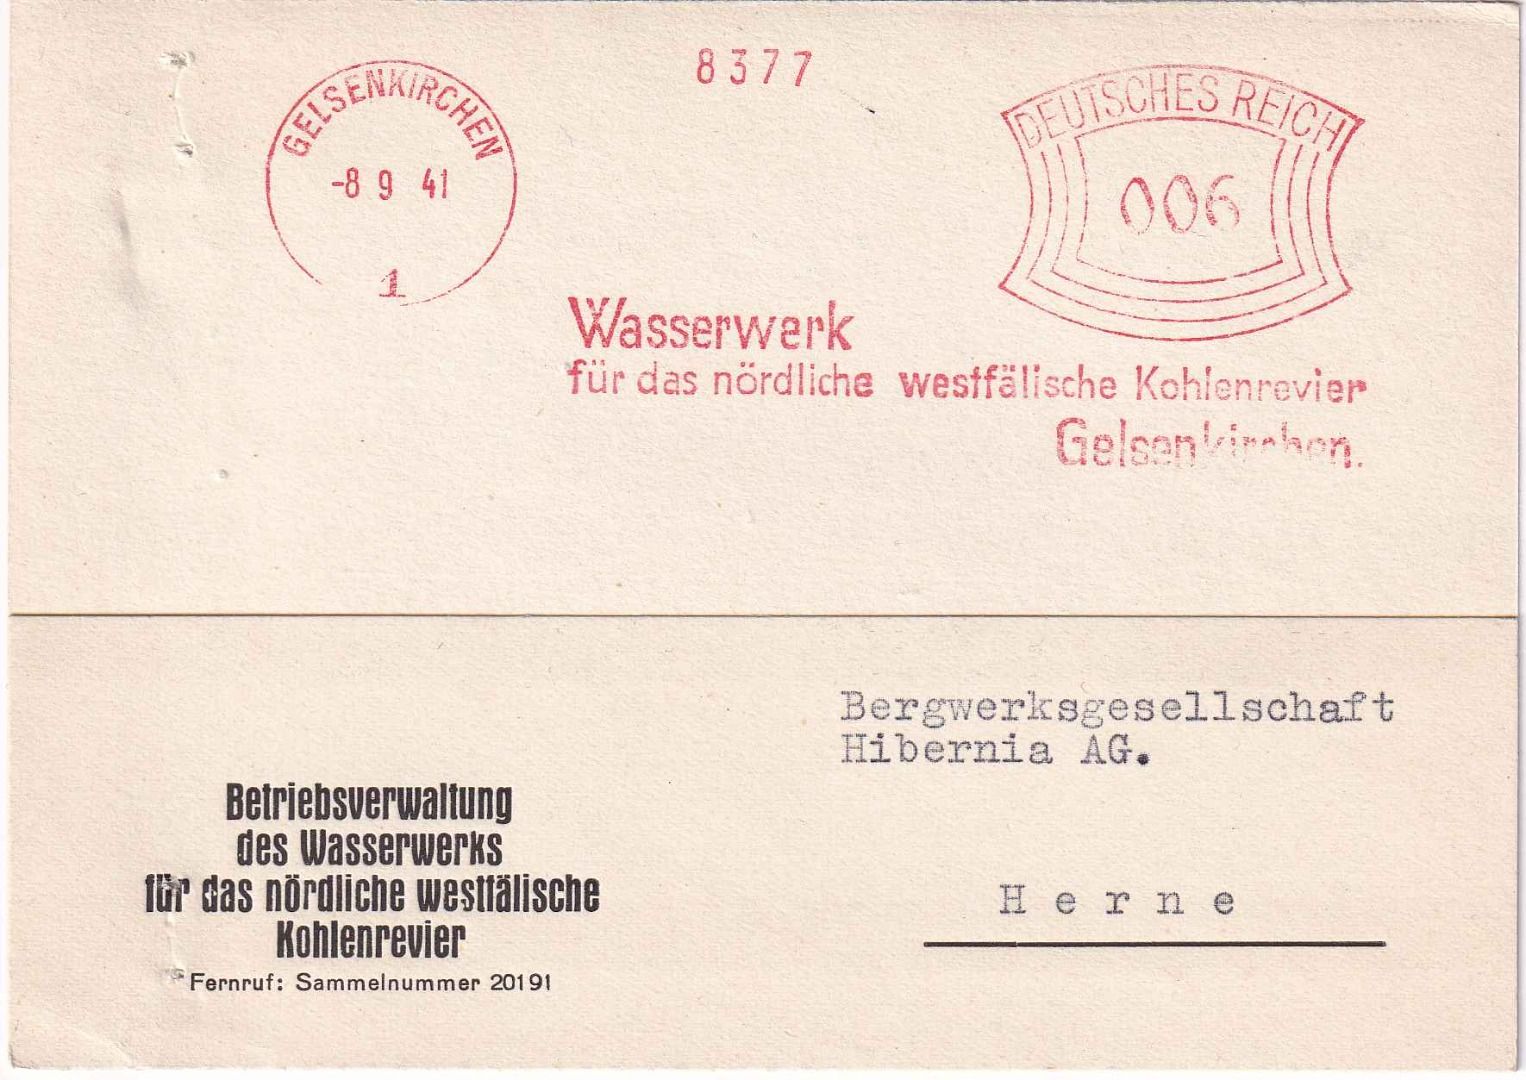 8377
GELSENKIRCHEN
-8 9 41
1
DEUTSCHES REICH
006
Wasserwerk
für das nördliche westfälische Kohlenrevier
Gelsenkirchen.
Bergwerksgesellschaft
Hibernia AG.
H e r n e
Betriebsverwaltung
des Wasserwerks
für das nördliche westfälische
Kohlenrevier
Fernruf: Sammelnummer 20191